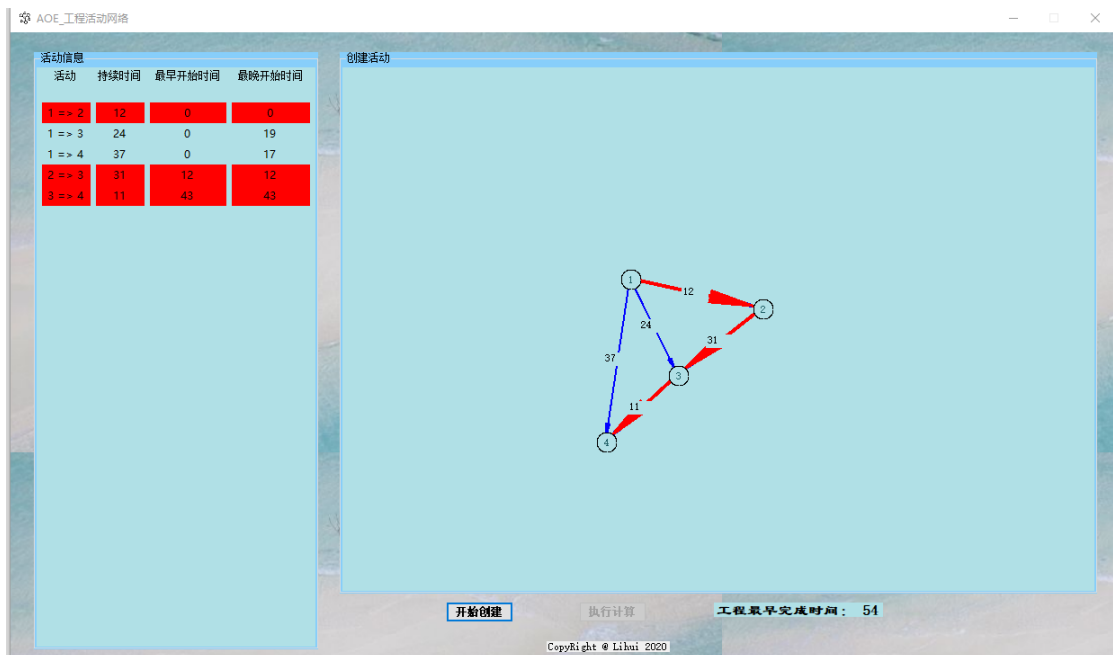 AOE_工程活动网络
活动信息
活动 持续时间 最早开始时间 最晚开始时间
1 => 2 12 0 0
1 => 3 24 0 19
1 => 4 37 0 17
2 => 3 31 12 12
3 => 4 11 43 43
创建活动
1
12
2
24
31
37
3
11
4
开始创建 执行计算 工程最早完成时间: 54
CopyRight @ Lihui 2020